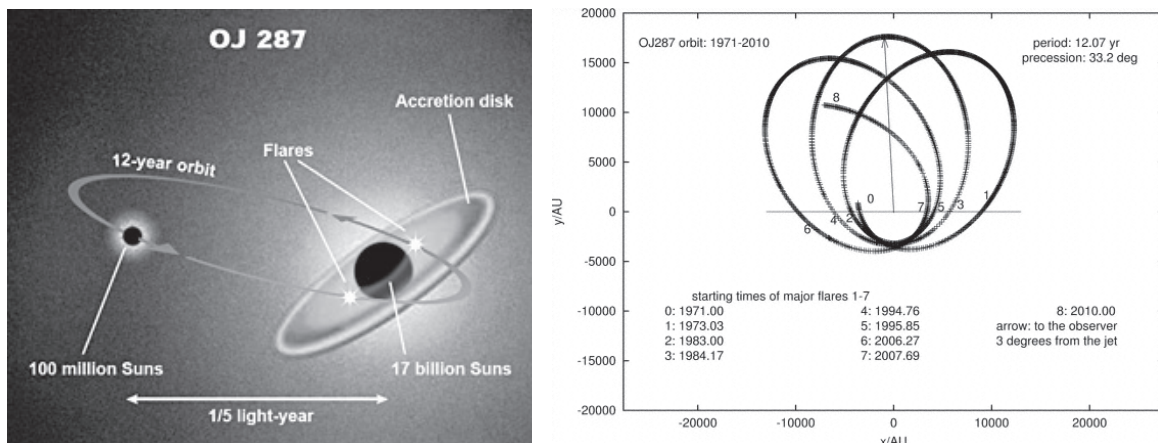 OJ 287
Accretion disk
Flares
12-year orbit
100 million Suns
17 billion Suns
1/5 light-year
20000
15000
10000
5000
0
-5000
-10000
-15000
-20000
y/AU
OJ287 orbit: 1971-2010
period: 12.07 yr
precession: 33.2 deg
8
0
1
2
3
4
5
6
7
starting times of major flares 1-7
0: 1971.00 4: 1994.76 8: 2010.00
1: 1973.03 5: 1995.85 arrow: to the observer
2: 1983.00 6: 2006.27 3 degrees from the jet
3: 1984.17 7: 2007.69
-20000 -10000 0 10000 20000
x/AU